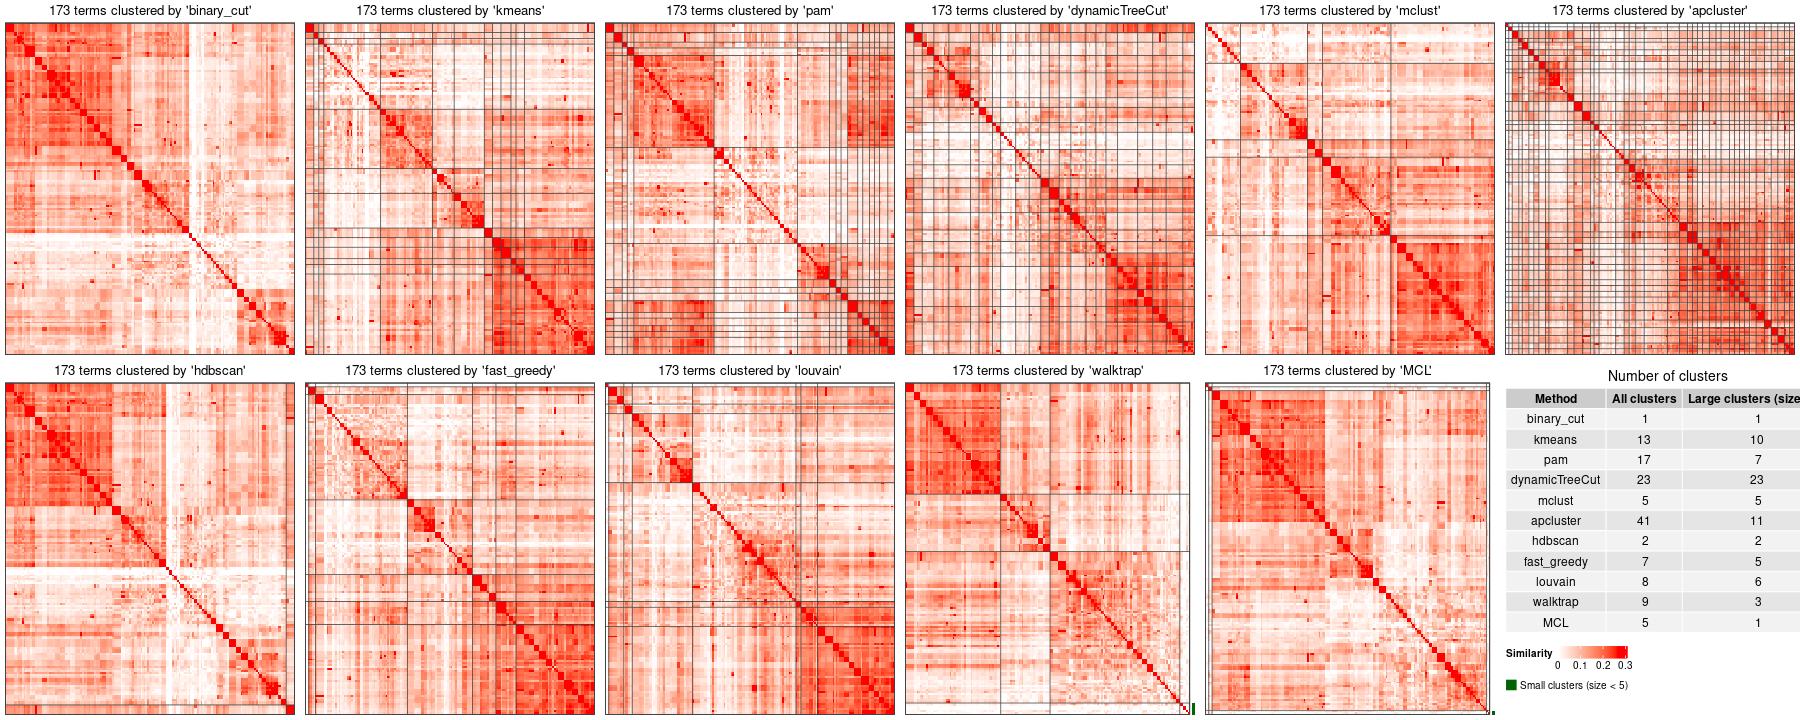 173 terms clustered by 'binary_cut'
173 terms clustered by 'kmeans'
173 terms clustered by 'pam'
173 terms clustered by 'dynamicTreeCut'
173 terms clustered by 'mclust'
173 terms clustered by 'apcluster'
173 terms clustered by 'hdbscan'
173 terms clustered by 'fast_greedy'
173 terms clustered by 'louvain'
173 terms clustered by 'walktrap'
173 terms clustered by 'MCL'
Number of clusters
Method All clusters Large clusters (size
binary_cut 1 1
kmeans 13 10
pam 17 7
dynamicTreeCut 23 23
mclust 5 5
apcluster 41 11
hdbscan 2 2
fast_greedy 7 5
louvain 8 6
walktrap 9 3
MCL 5 1
Similarity
0 0.1 0.2 0.3
Small clusters (size < 5)